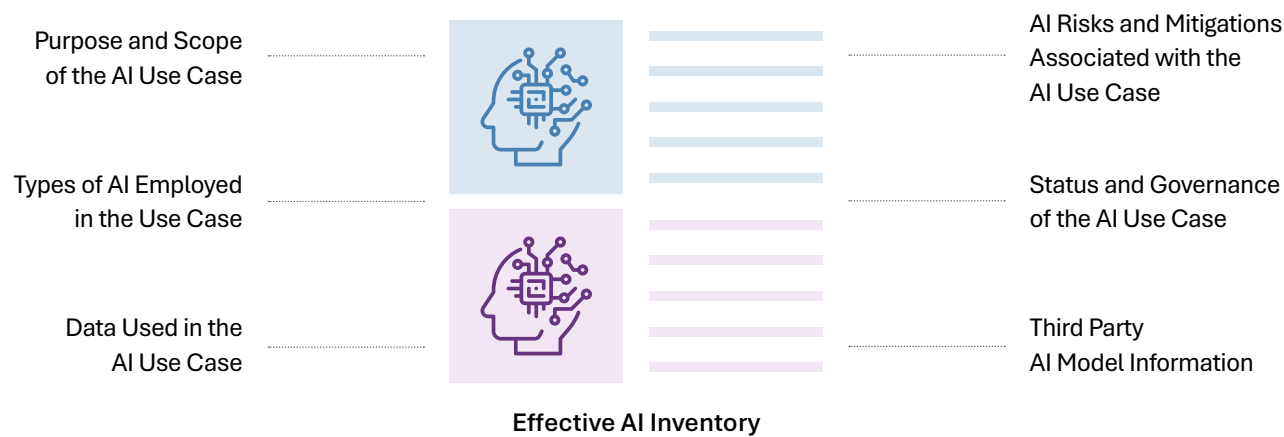 Purpose and Scope
of the AI Use Case
Types of AI Employed
in the Use Case
Data Used in the
AI Use Case
AI Risks and Mitigations
Associated with the
AI Use Case
Status and Governance
of the AI Use Case
Third Party
AI Model Information
Effective AI Inventory